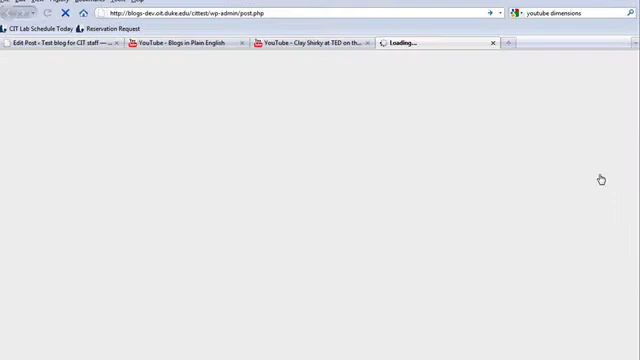 http://blogs-dev.oit.duke.edu/cittest/wp-admin/post.php
youtube dimensions
CIT Lab Schedule Today
Reservation Request
Edit Post ‹ Test blog for CIT staff —...
YouTube - Blogs in Plain English
YouTube - Clay Shirky at TED on th...
Loading...